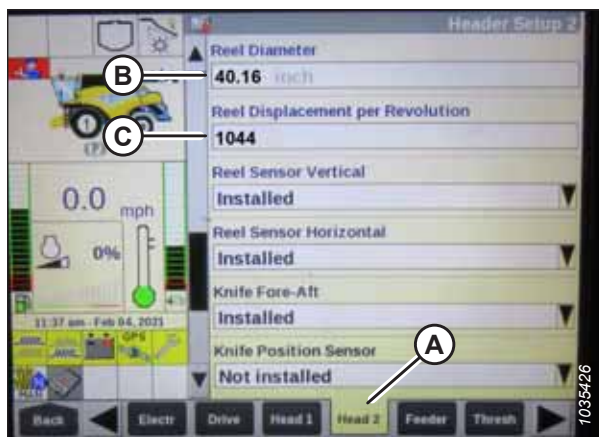 Header Setup 2
Reel Diameter
B
40.16 inch
Reel Displacement per Revolution
C
1044
Reel Sensor Vertical
Installed
0.0 mph
Reel Sensor Horizontal
0%
Installed
Knife Fore-Aft
Installed
11:37 am - Feb 04, 2021
GPS
A
Knife Position Sensor
Not installed
Back
Electr
Drive
Head 1
Head 2
Feeder
Thresh
1035426